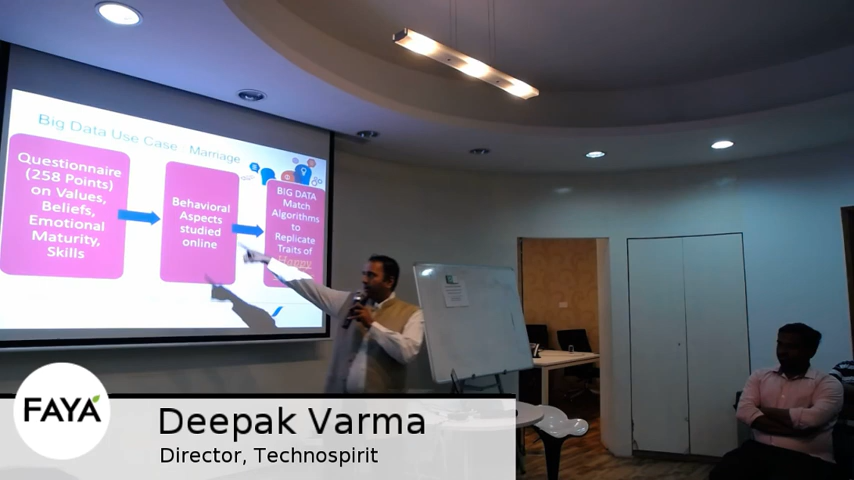 Big Data Use Case : Marriage
Questionnaire
(258 Points)
on Values,
Beliefs,
Emotional
Maturity,
Skills
Behavioral
Aspects
studied
online
BIG DATA
Match
Algorithms
to
Replicate
Traits of
Happy
FAYA
Deepak Varma
Director, Technospirit